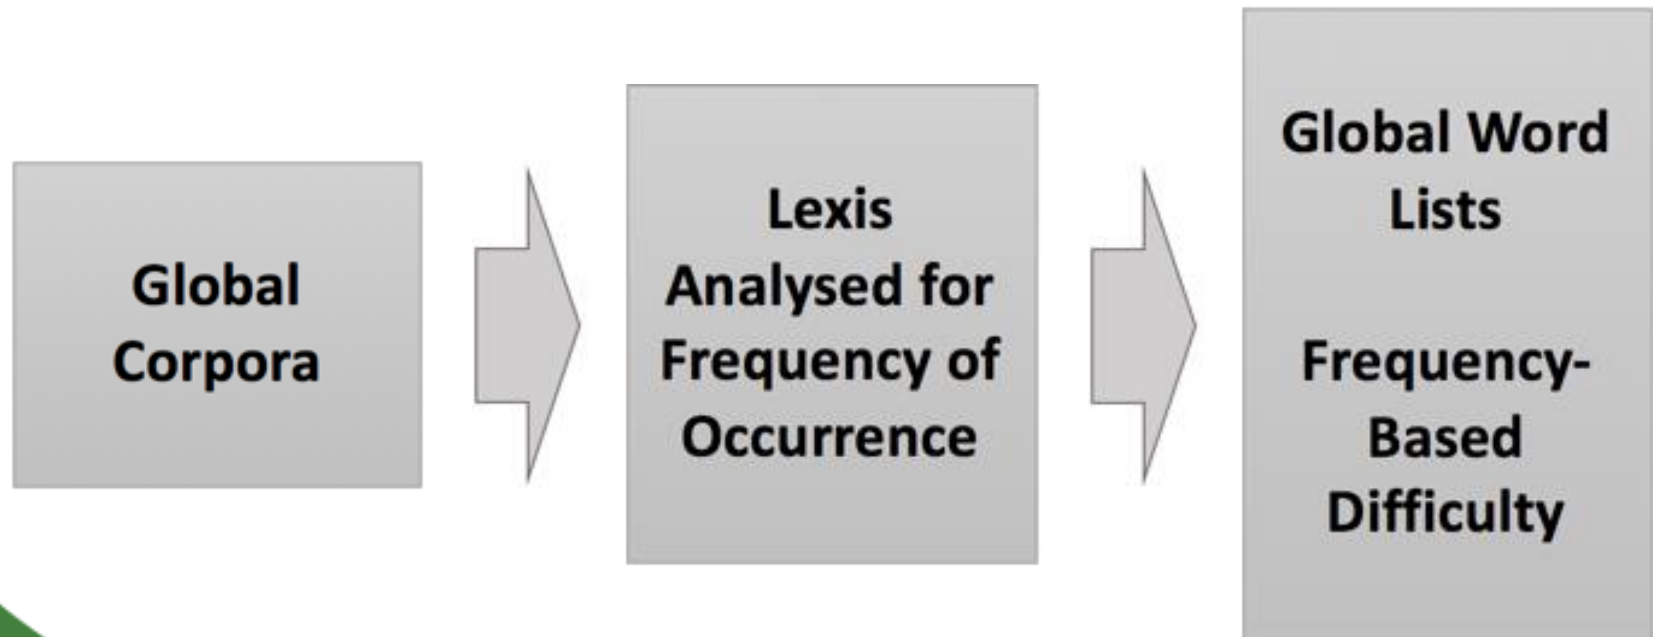 Global
Corpora
Lexis
Analysed for
Frequency of
Occurrence
Global Word
Lists
Frequency-
Based
Difficulty